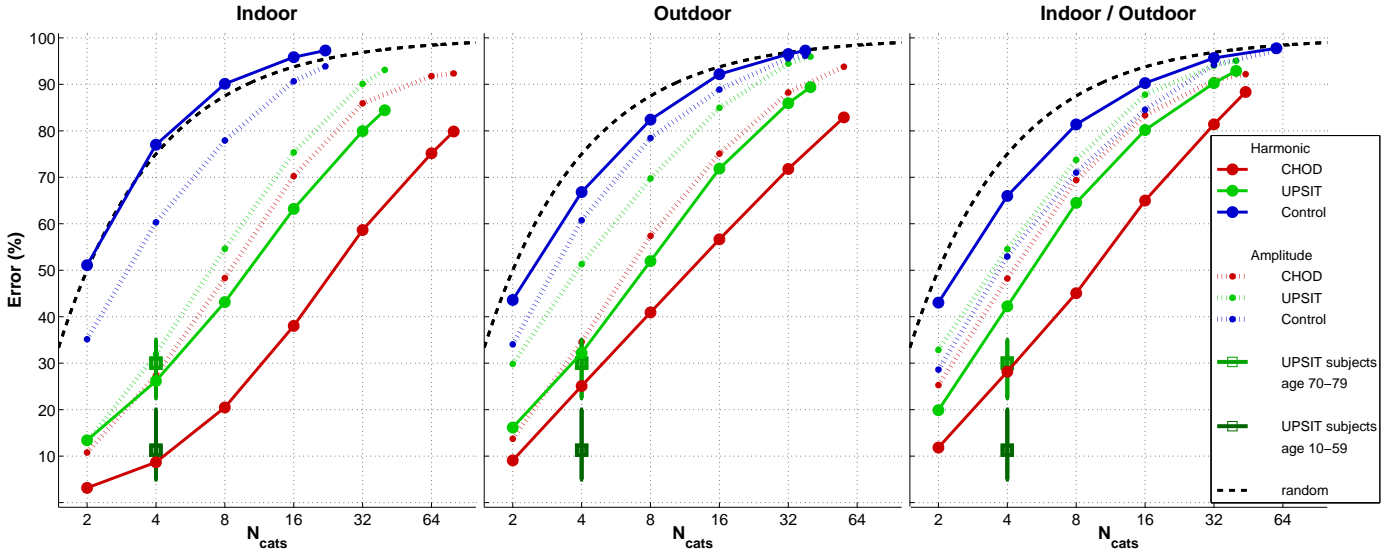 Indoor
Outdoor
Indoor / Outdoor
Error (%)
100
90
80
70
60
50
40
30
20
10
2 4 8 16 32 64
2 4 8 16 32 64
2 4 8 16 32 64
Ncats
Ncats
Ncats
Harmonic
CHOD
UPSIT
Control
Amplitude
CHOD
UPSIT
Control
UPSIT subjects
age 70–79
UPSIT subjects
age 10–59
random